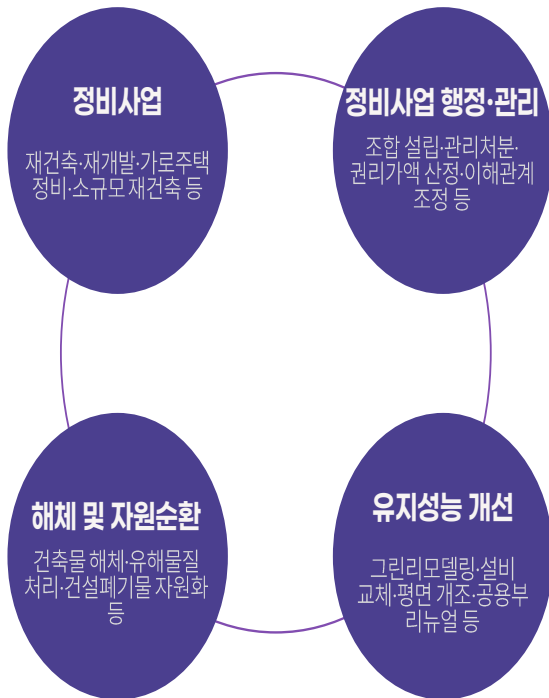 정비사업
재건축·재개발·가로주택
정비·소규모 재건축 등
정비사업 행정·관리
조합 설립·관리처분·
권리가액 산정·이해관계
조정 등
해체 및 자원순환
건축물 해체·유해물질
처리·건설폐기물 자원화
등
유지성능 개선
그린리모델링·설비
교체·평면 개조·공용부
리뉴얼 등